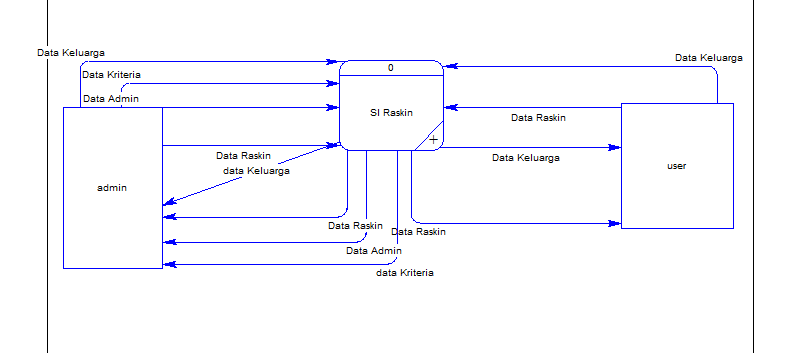 Data Keluarga
Data Keluarga
0
Data Kriteria
Data Admin
SI Raskin
Data Raskin
+
Data Raskin
Data Keluarga
data Keluarga
user
admin
Data Raskin
Data Raskin
Data Admin
data Kriteria